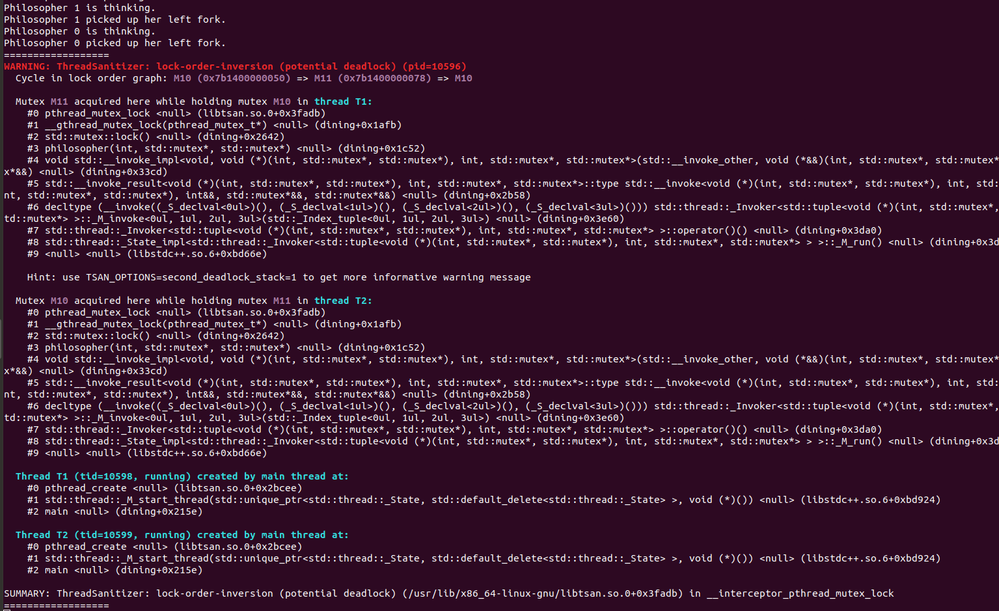 Philosopher 1 is thinking.
Philosopher 1 picked up her left fork.
Philosopher 0 is thinking.
Philosopher 0 picked up her left fork.
==================
WARNING: ThreadSanitizer: lock-order-inversion (potential deadlock) (pid=10596)
  Cycle in lock order graph: M10 (0x7b1400000050) => M11 (0x7b1400000078) => M10

  Mutex M11 acquired here while holding mutex M10 in thread T1:
    #0 pthread_mutex_lock <null> (libtsan.so.0+0x3fadb)
    #1 __gthread_mutex_lock(pthread_mutex_t*) <null> (dining+0x1afb)
    #2 std::mutex::lock() <null> (dining+0x2642)
    #3 philosopher(int, std::mutex*, std::mutex*) <null> (dining+0x1c52)
    #4 void std::__invoke_impl<void, void (*)(int, std::mutex*, std::mutex*), int, std::mutex*, std::mutex*>(std::__invoke_other, void (*&&)(int, std::mutex*, std::mutex*
x*&&) <null> (dining+0x33cd)
    #5 std::__invoke_result<void (*)(int, std::mutex*, std::mutex*), int, std::mutex*, std::mutex*>::type std::__invoke<void (*)(int, std::mutex*, std::mutex*), int, std:
nt, std::mutex*, std::mutex*), int&&, std::mutex*&&, std::mutex*&&) <null> (dining+0x2b58)
    #6 decltype (__invoke((_S_declval<0ul>)(), (_S_declval<1ul>)(), (_S_declval<2ul>)(), (_S_declval<3ul>)())) std::thread::_Invoker<std::tuple<void (*)(int, std::mutex*,
td::mutex*> >::_M_invoke<0ul, 1ul, 2ul, 3ul>(std::_Index_tuple<0ul, 1ul, 2ul, 3ul>) <null> (dining+0x3e60)
    #7 std::thread::_Invoker<std::tuple<void (*)(int, std::mutex*, std::mutex*), int, std::mutex*, std::mutex*> >::operator()() <null> (dining+0x3da0)
    #8 std::thread::_State_impl<std::thread::_Invoker<std::tuple<void (*)(int, std::mutex*, std::mutex*), int, std::mutex*, std::mutex*> > >::_M_run() <null> (dining+0x3d
    #9 <null> <null> (libstdc++.so.6+0xbd66e)

    Hint: use TSAN_OPTIONS=second_deadlock_stack=1 to get more informative warning message

  Mutex M10 acquired here while holding mutex M11 in thread T2:
    #0 pthread_mutex_lock <null> (libtsan.so.0+0x3fadb)
    #1 __gthread_mutex_lock(pthread_mutex_t*) <null> (dining+0x1afb)
    #2 std::mutex::lock() <null> (dining+0x2642)
    #3 philosopher(int, std::mutex*, std::mutex*) <null> (dining+0x1c52)
    #4 void std::__invoke_impl<void, void (*)(int, std::mutex*, std::mutex*), int, std::mutex*, std::mutex*>(std::__invoke_other, void (*&&)(int, std::mutex*, std::mutex*
x*&&) <null> (dining+0x33cd)
    #5 std::__invoke_result<void (*)(int, std::mutex*, std::mutex*), int, std::mutex*, std::mutex*>::type std::__invoke<void (*)(int, std::mutex*, std::mutex*), int, std:
nt, std::mutex*, std::mutex*), int&&, std::mutex*&&, std::mutex*&&) <null> (dining+0x2b58)
    #6 decltype (__invoke((_S_declval<0ul>)(), (_S_declval<1ul>)(), (_S_declval<2ul>)(), (_S_declval<3ul>)())) std::thread::_Invoker<std::tuple<void (*)(int, std::mutex*,
td::mutex*> >::_M_invoke<0ul, 1ul, 2ul, 3ul>(std::_Index_tuple<0ul, 1ul, 2ul, 3ul>) <null> (dining+0x3e60)
    #7 std::thread::_Invoker<std::tuple<void (*)(int, std::mutex*, std::mutex*), int, std::mutex*, std::mutex*> >::operator()() <null> (dining+0x3da0)
    #8 std::thread::_State_impl<std::thread::_Invoker<std::tuple<void (*)(int, std::mutex*, std::mutex*), int, std::mutex*, std::mutex*> > >::_M_run() <null> (dining+0x3d
    #9 <null> <null> (libstdc++.so.6+0xbd66e)

  Thread T1 (tid=10598, running) created by main thread at:
    #0 pthread_create <null> (libtsan.so.0+0x2bcee)
    #1 std::thread::_M_start_thread(std::unique_ptr<std::thread::_State, std::default_delete<std::thread::_State> >, void (*)()) <null> (libstdc++.so.6+0xbd924)
    #2 main <null> (dining+0x215e)

  Thread T2 (tid=10599, running) created by main thread at:
    #0 pthread_create <null> (libtsan.so.0+0x2bcee)
    #1 std::thread::_M_start_thread(std::unique_ptr<std::thread::_State, std::default_delete<std::thread::_State> >, void (*)()) <null> (libstdc++.so.6+0xbd924)
    #2 main <null> (dining+0x215e)

SUMMARY: ThreadSanitizer: lock-order-inversion (potential deadlock) (/usr/lib/x86_64-linux-gnu/libtsan.so.0+0x3fadb) in __interceptor_pthread_mutex_lock
==================